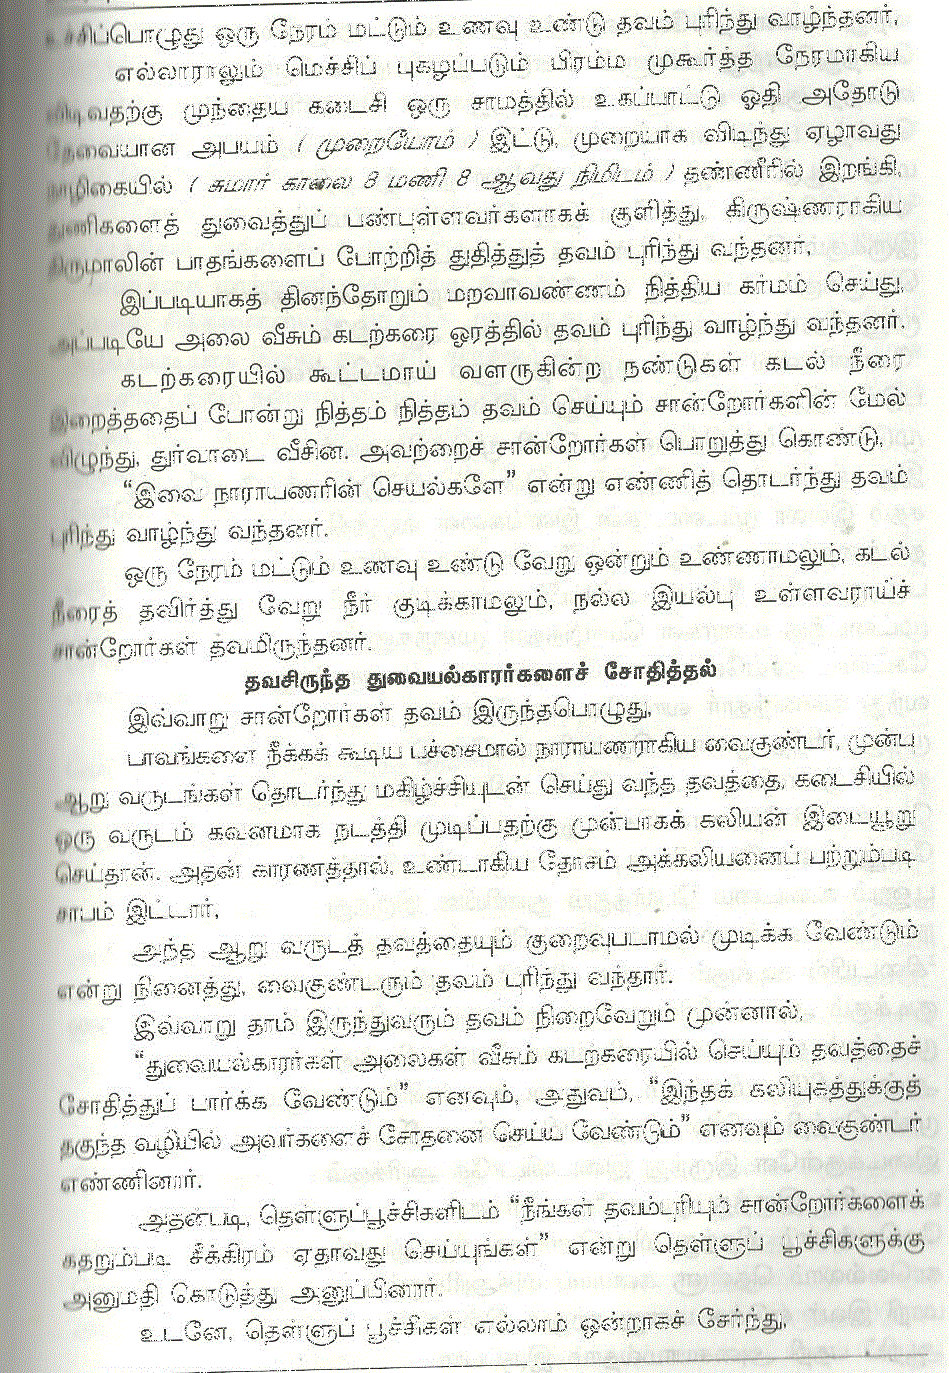 உச்சிப்பொழுது ஒரு நேரம் மட்டும் உணவு உண்டு தவம் புரிந்து வாழ்ந்தனர்,
எல்லாராலும் மெச்சிப் புகழப்படும் பிரம்ம முகூர்த்த நேரமாகிய
விடிவதற்கு முந்தைய கடைசி ஒரு சாமத்தில் உகப்பாட்டு ஓதி அதோடு
தேவையான அபயம் ( முறையோம் ) இட்டு, முறையாக விடிந்து ஏழாவது
நாழிகையில் ( சுமார் காலை 8 மணி 8 ஆவது நிமிடம் ) தண்ணீரில் இறங்கி,
துணிகளைத் துவைத்துப் பண்புள்ளவர்களாகக் குளித்து, கிருஷ்ணராகிய
திருமாலின் பாதங்களைப் போற்றித் துதித்துத் தவம் புரிந்து வந்தனர்,
இப்படியாகத் தினந்தோறும் மறவாவண்ணம் நித்திய கர்மம் செய்து,
அப்படியே அலை வீசும் கடற்கரை ஓரத்தில் தவம் புரிந்து வாழ்ந்து வந்தனர்.
கடற்கரையில் கூட்டமாய் வளருகின்ற நண்டுகள் கடல் நீரை
இறைத்ததைப் போன்று நித்தம் நித்தம் தவம் செய்யும் சான்றோர்களின் மேல்
விழுந்து, துர்வாடை வீசின. அவற்றைச் சான்றோர்கள் பொறுத்து கொண்டு,
“இவை நாராயணரின் செயல்களே” என்று எண்ணித் தொடர்ந்து தவம்
புரிந்து வாழ்ந்து வந்தனர்.
ஒரு நேரம் மட்டும் உணவு உண்டு வேறு ஒன்றும் உண்ணாமலும், கடல்
நீரைத் தவிர்த்து வேறு நீர் குடிக்காமலும், நல்ல இயல்பு உள்ளவராய்ச்
சான்றோர்கள் தவமிருந்தனர்.
தவசிருந்த துவையல்காரர்களைச் சோதித்தல்
இவ்வாறு சான்றோர்கள் தவம் இருந்தபொழுது,
பாவங்களை நீக்கக் கூடிய பச்சைமால் நாராயணராகிய வைகுண்டர், முன்பு
ஆறு வருடங்கள் தொடர்ந்து மகிழ்ச்சியுடன் செய்து வந்த தவத்தை, கடைசியில்
ஒரு வருடம் கவனமாக நடத்தி முடிப்பதற்கு முன்பாகக் கலியன் இடையூறு
செய்தான். அதன் காரணத்தால், உண்டாகிய தோசம் அக்கலியனைப் பற்றும்படி
சாபம் இட்டார்,
அந்த ஆறு வருடத் தவத்தையும் குறைவுபடாமல் முடிக்க வேண்டும்
என்று நினைத்து, வைகுண்டரும் தவம் புரிந்து வந்தார்.
இவ்வாறு தாம் இருந்துவரும் தவம் நிறைவேறும் முன்னால்,
“துவையல்காரர்கள் அலைகள் வீசும் கடற்கரையில் செய்யும் தவத்தைச்
சோதித்துப் பார்க்க வேண்டும்” எனவும், அதுவும், “இந்தக் கலியுகத்துக்குத்
தகுந்த வழியில் அவர்களைச் சோதனை செய்ய வேண்டும்” எனவும் வைகுண்டர்
எண்ணினார்.
அதன்படி, தெள்ளுப்பூச்சிகளிடம் “நீங்கள் தவம்புரியும் சான்றோர்களைக்
கதறும்படி சீக்கிரம் ஏதாவது செய்யுங்கள்” என்று தெள்ளுப் பூச்சிகளுக்கு
அனுமதி கொடுத்து அனுப்பினார்.
உடனே, தெள்ளுப் பூச்சிகள் எல்லாம் ஒன்றாகச் சேர்ந்து,